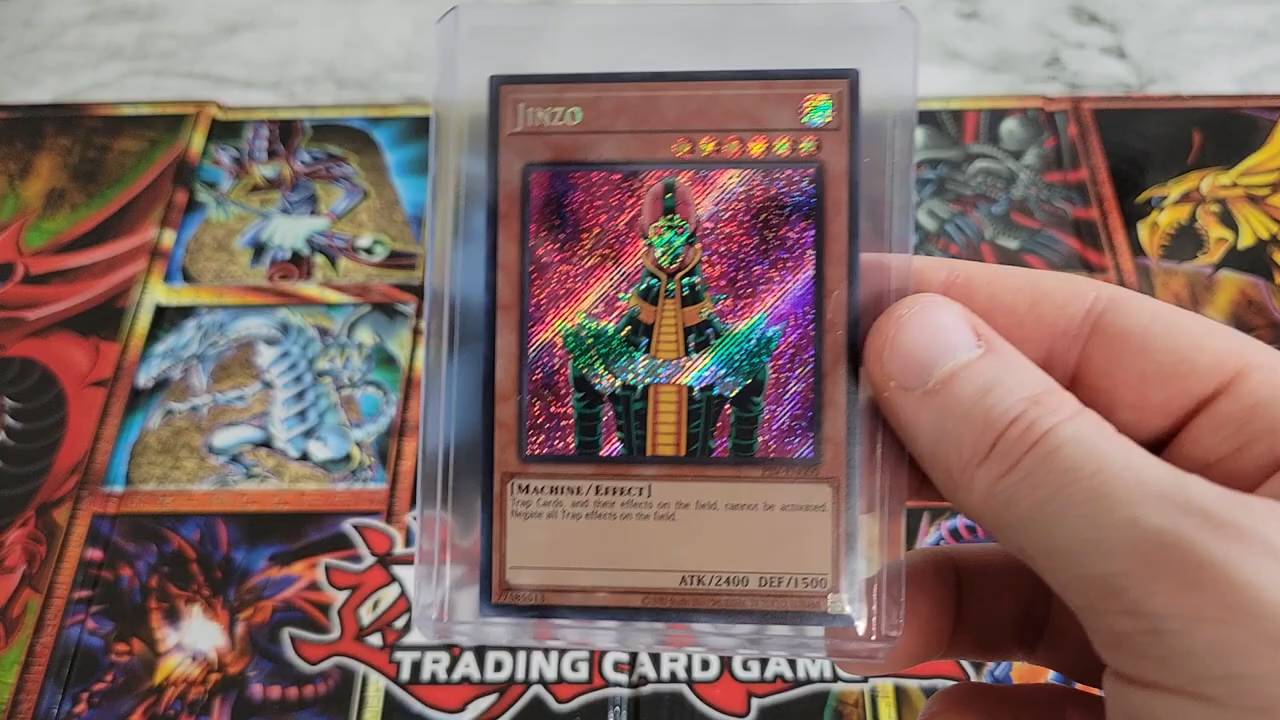 JINZO
[MACHINE/EFFECT]
Trap Cards, and their effects on the field, cannot be activated.
Negate all Trap effects on the field.
ATK/2400 DEF/1500
TRADING CARD GAME